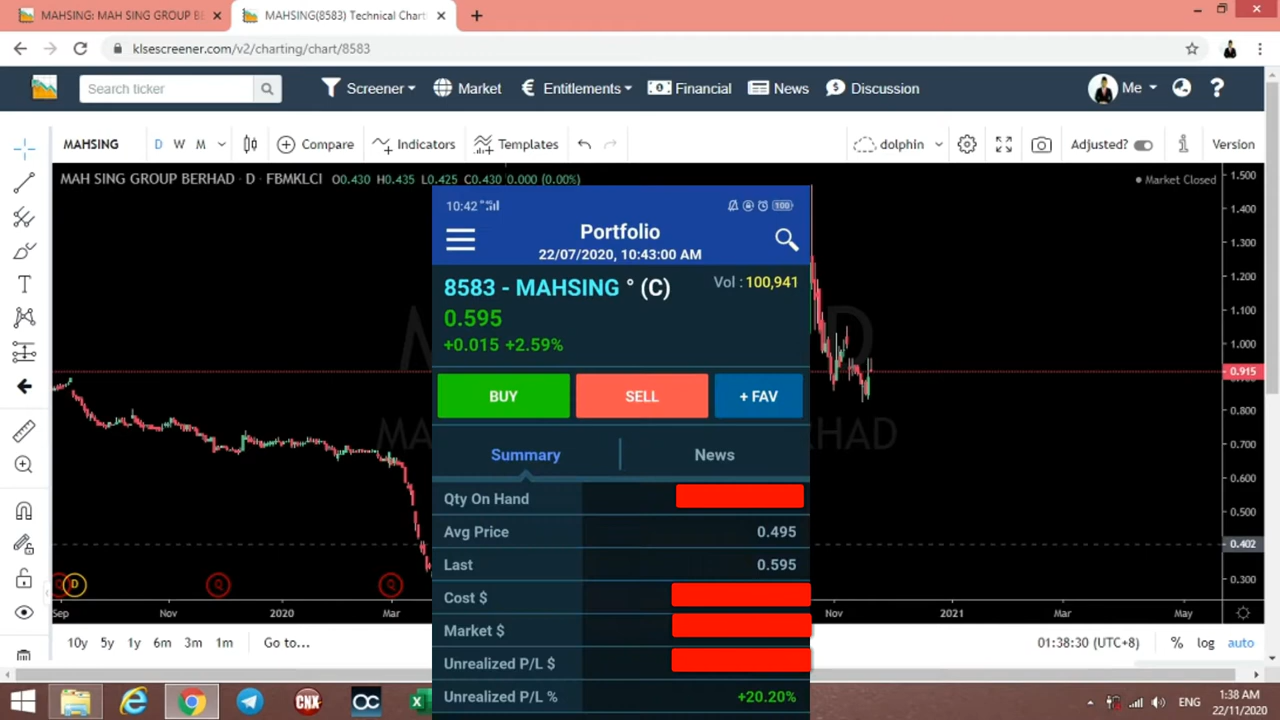 MAHSING: MAH SING GROUP BE
MAHSING(8583) Technical Chart
klsescreener.com/v2/charting/chart/8583
Search ticker
Screener
Market
Entitlements
Financial
News
Discussion
Me
MAHSING
D W M
Compare
Indicators
Templates
dolphin
Adjusted?
Version
MAH SING GROUP BERHAD · D · FBMKLCI O0.430 H0.435 L0.425 C0.430 0.000 (0.00%)
Market Closed
10:42
100
Portfolio
22/07/2020, 10:43:00 AM
8583 - MAHSING ° (C)
Vol : 100,941
0.595
+0.015 +2.59%
BUY
SELL
+ FAV
Summary
News
Qty On Hand
Avg Price 0.495
Last 0.595
Cost $
Market $
Unrealized P/L $
Unrealized P/L % +20.20%
1.500
1.400
1.300
1.200
1.100
1.000
0.915
0.800
0.700
0.600
0.500
0.402
0.300
D
Q
Q
Sep Nov 2020 Mar Nov 2021 Mar May
10y 5y 1y 6m 3m 1m Go to...
01:38:30 (UTC+8) % log auto
CNX
OC
ENG
1:38 AM
22/11/2020